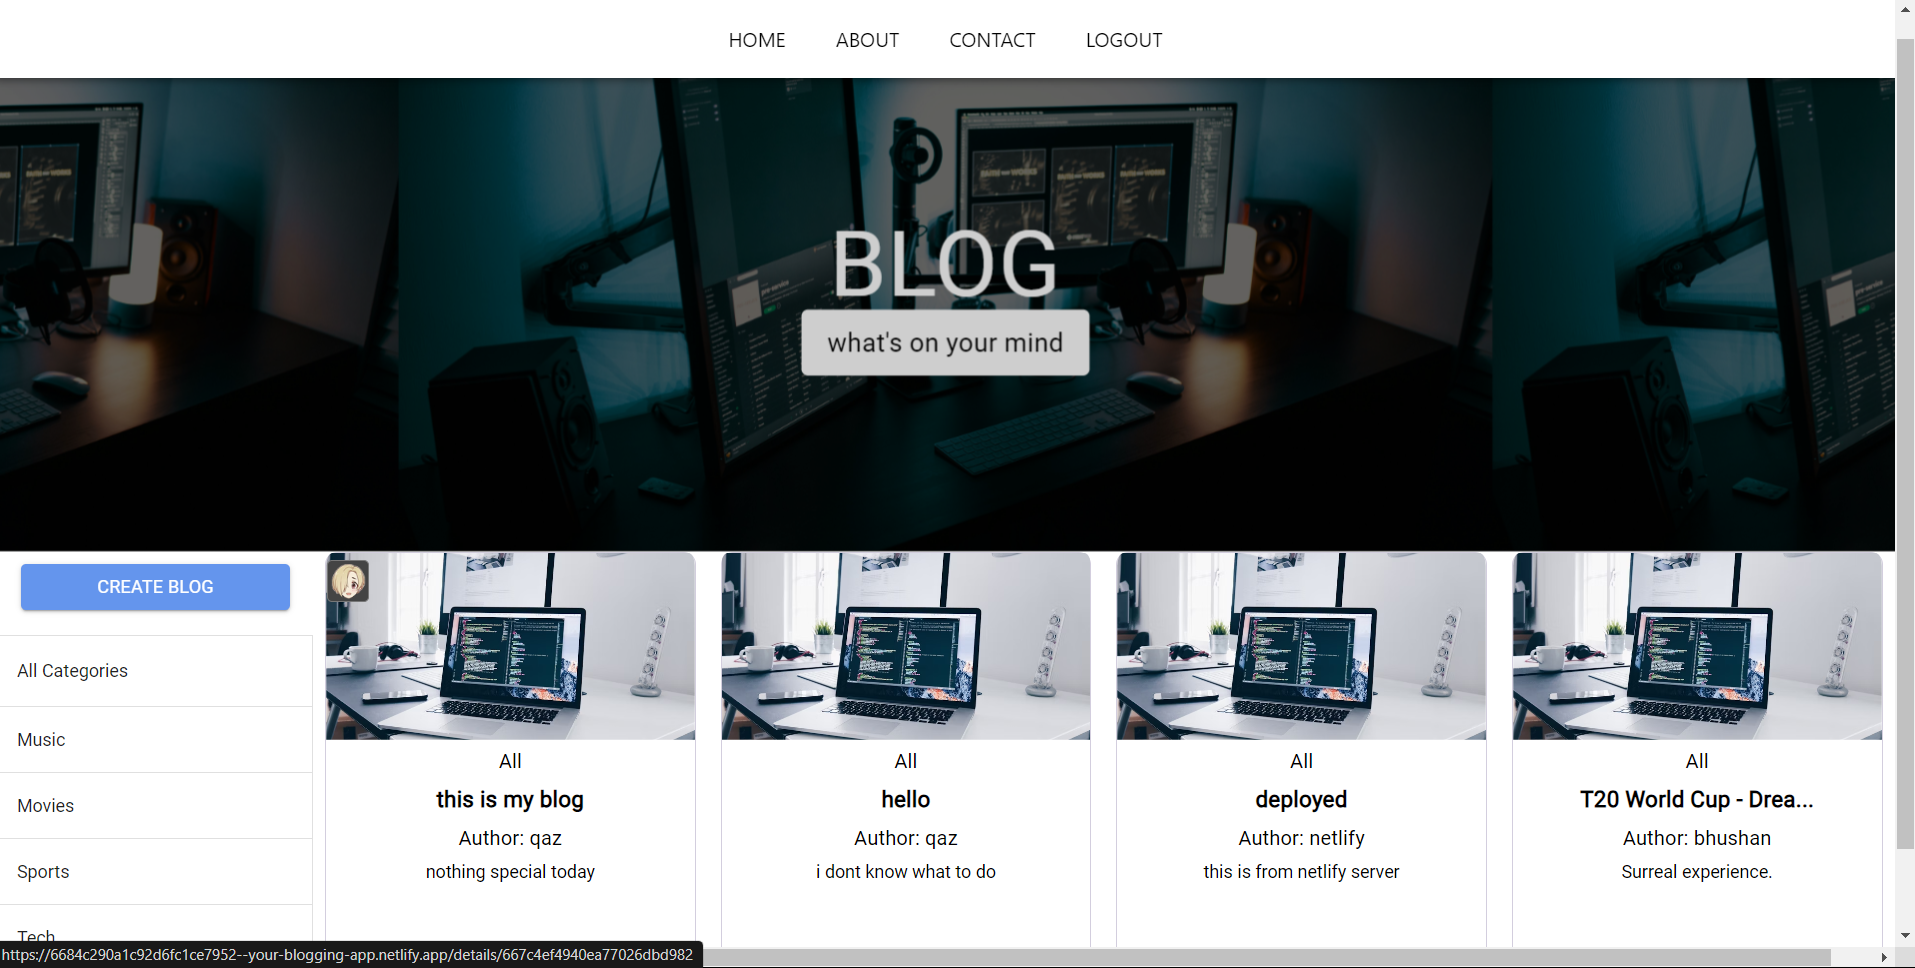 HOME ABOUT CONTACT LOGOUT
BLOG
what's on your mind
CREATE BLOG
All Categories
Music
Movies
Sports
Tech
All
this is my blog
Author: qaz
nothing special today
All
hello
Author: qaz
i dont know what to do
All
deployed
Author: netlify
this is from netlify server
All
T20 World Cup - Drea...
Author: bhushan
Surreal experience.
https://6684c290a1c92d6fc1ce7952--your-blogging-app.netlify.app/details/667c4ef4940ea77026dbd982